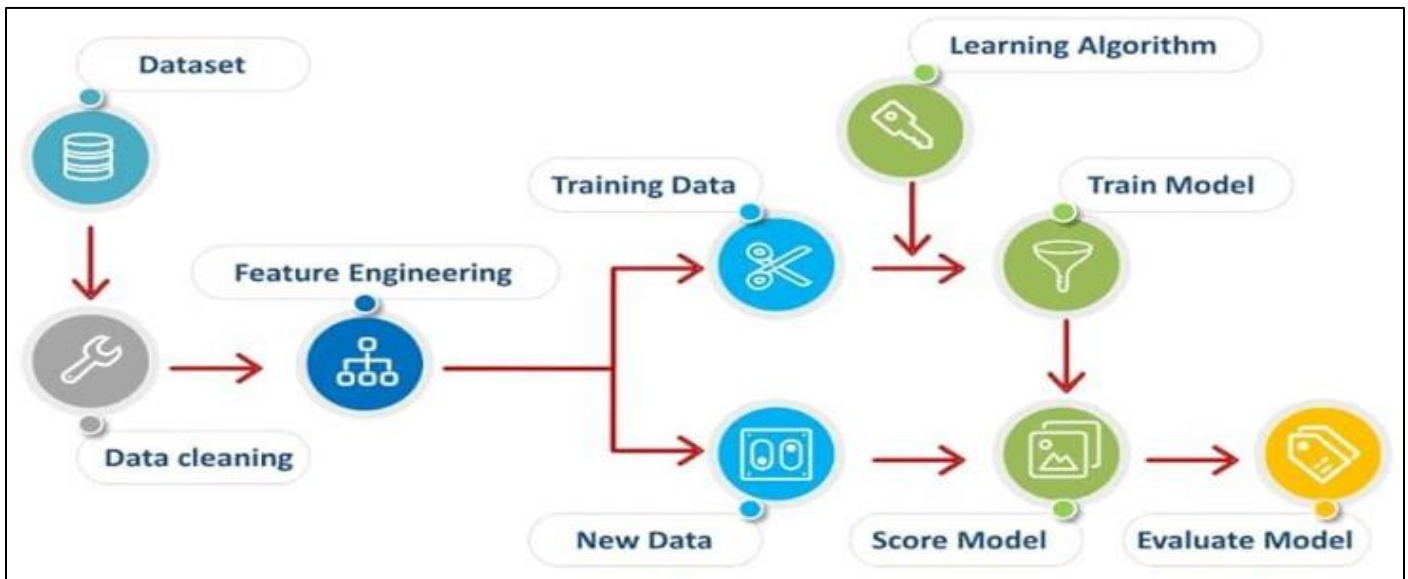 Dataset
Learning Algorithm
Training Data
Train Model
Feature Engineering
Data cleaning
New Data
Score Model
Evaluate Model